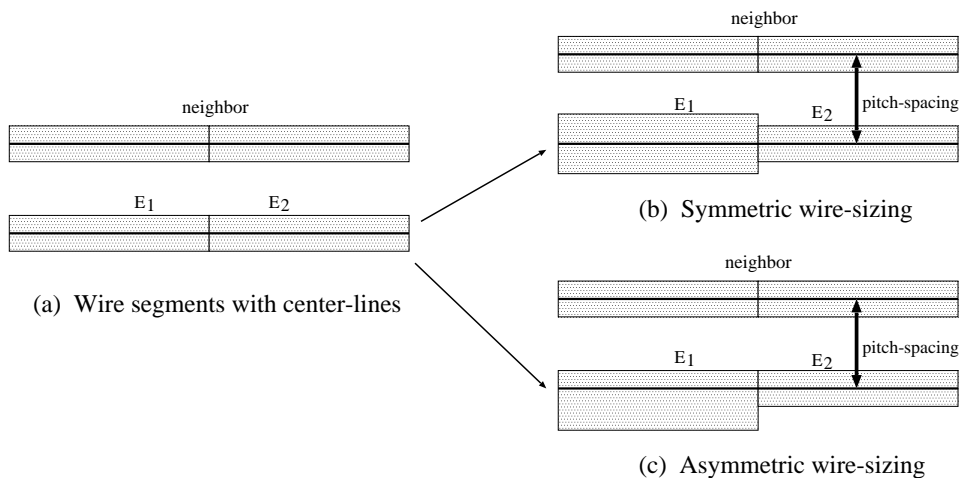 neighbor
E1 E2
(a) Wire segments with center-lines
neighbor
pitch-spacing
E1 E2
(b) Symmetric wire-sizing
neighbor
pitch-spacing
E1 E2
(c) Asymmetric wire-sizing